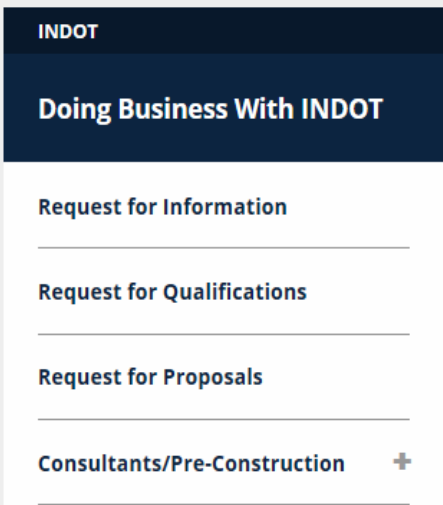 INDOT
Doing Business With INDOT
Request for Information
Request for Qualifications
Request for Proposals
Consultants/Pre-Construction +